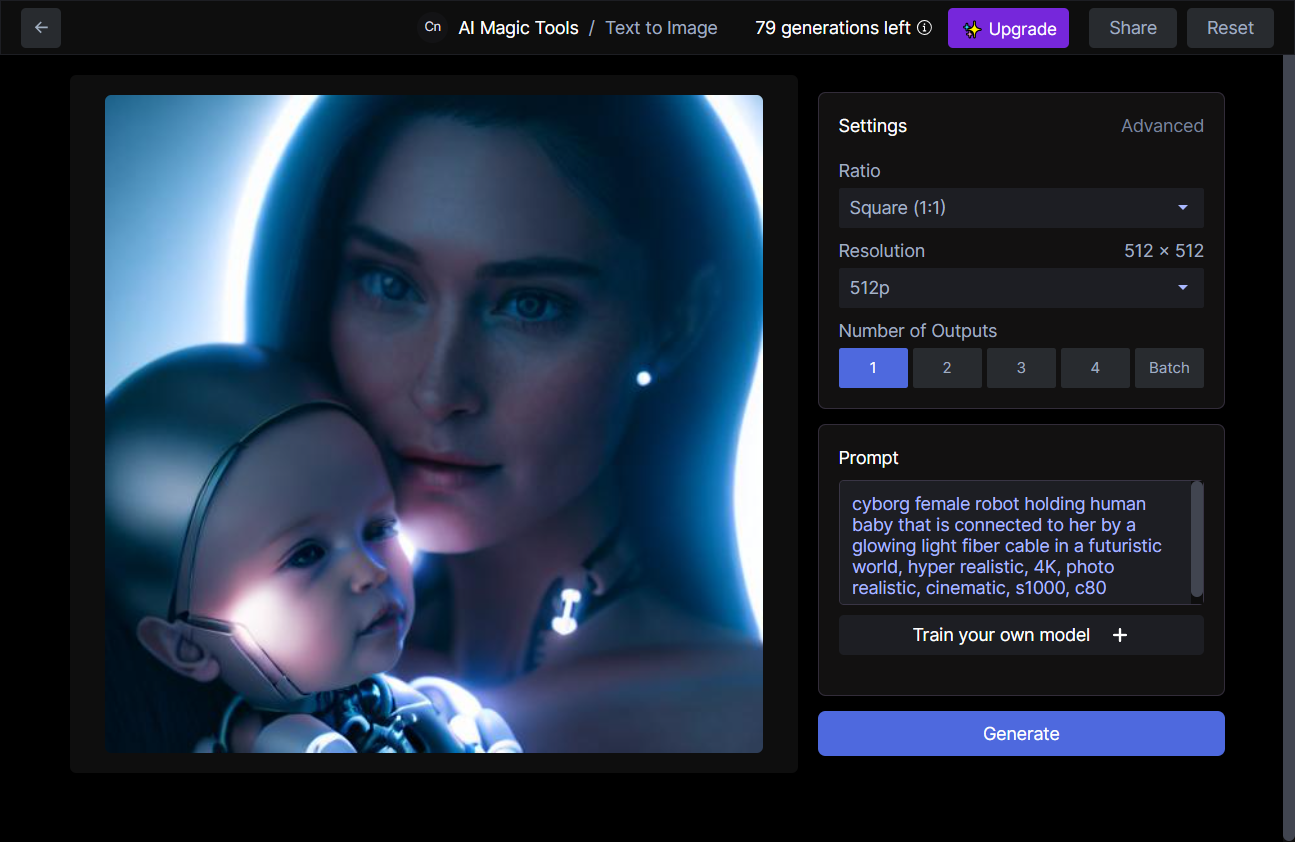 Cn AI Magic Tools / Text to Image 79 generations left Upgrade Share Reset
Settings Advanced
Ratio
Square (1:1)
Resolution 512 × 512
512p
Number of Outputs
1 2 3 4 Batch
Prompt
cyborg female robot holding human
baby that is connected to her by a
glowing light fiber cable in a futuristic
world, hyper realistic, 4K, photo
realistic, cinematic, s1000, c80
Train your own model +
Generate